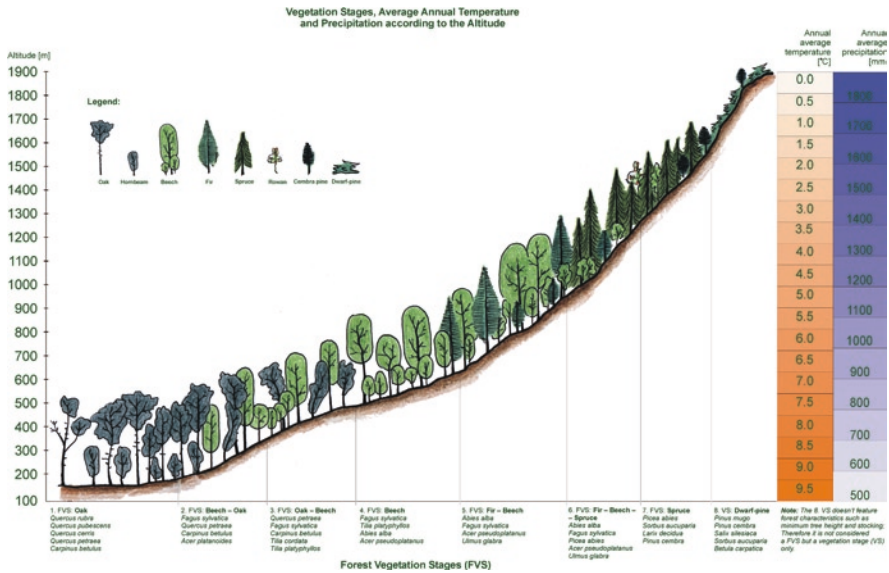 Vegetation Stages, Average Annual Temperature
and Precipitation according to the Altitude
Altitude [m]
1900
1800
1700
1600
1500
1400
1300
1200
1100
1000
900
800
700
600
500
400
300
200
100
Legend:
Oak
Hornbeam
Beech
Fir
Spruce
Rowan
Cembra pine
Dwarf-pine
Annual
average
temperature
[°C]
0.0
0.5
1.0
1.5
2.0
2.5
3.0
3.5
4.0
4.5
5.0
5.5
6.0
6.5
7.0
7.5
8.0
8.5
9.0
9.5
Annual
average
precipitation
[mm]
1800
1700
1600
1500
1400
1300
1200
1100
1000
900
800
700
600
500
1. FVS: Oak
Quercus rubra
Quercus pubescens
Quercus cerris
Quercus petraea
Carpinus betulus
2. FVS: Beech – Oak
Fagus sylvatica
Quercus petraea
Carpinus betulus
Acer platanoides
3. FVS: Oak – Beech
Quercus petraea
Fagus sylvatica
Carpinus betulus
Tilia cordata
Tilia platyphyllos
4. FVS: Beech
Fagus sylvatica
Tilia platyphyllos
Abies alba
Acer pseudoplatanus
5. FVS: Fir – Beech
Abies alba
Fagus sylvatica
Acer pseudoplatanus
Ulmus glabra
6. FVS: Fir – Beech –
– Spruce
Abies alba
Fagus sylvatica
Picea abies
Acer pseudoplatanus
Ulmus glabra
7. FVS: Spruce
Picea abies
Sorbus aucuparia
Larix decidua
Pinus cembra
8. VS: Dwarf-pine
Pinus mugo
Pinus cembra
Salix silesiaca
Sorbus aucuparia
Betula carpatica
Note: The 8. VS doesn't feature
forest characteristics such as
minimum tree height and stocking.
Therefore it is not considered
a FVS but a vegetation stage (VS)
only.
Forest Vegetation Stages (FVS)